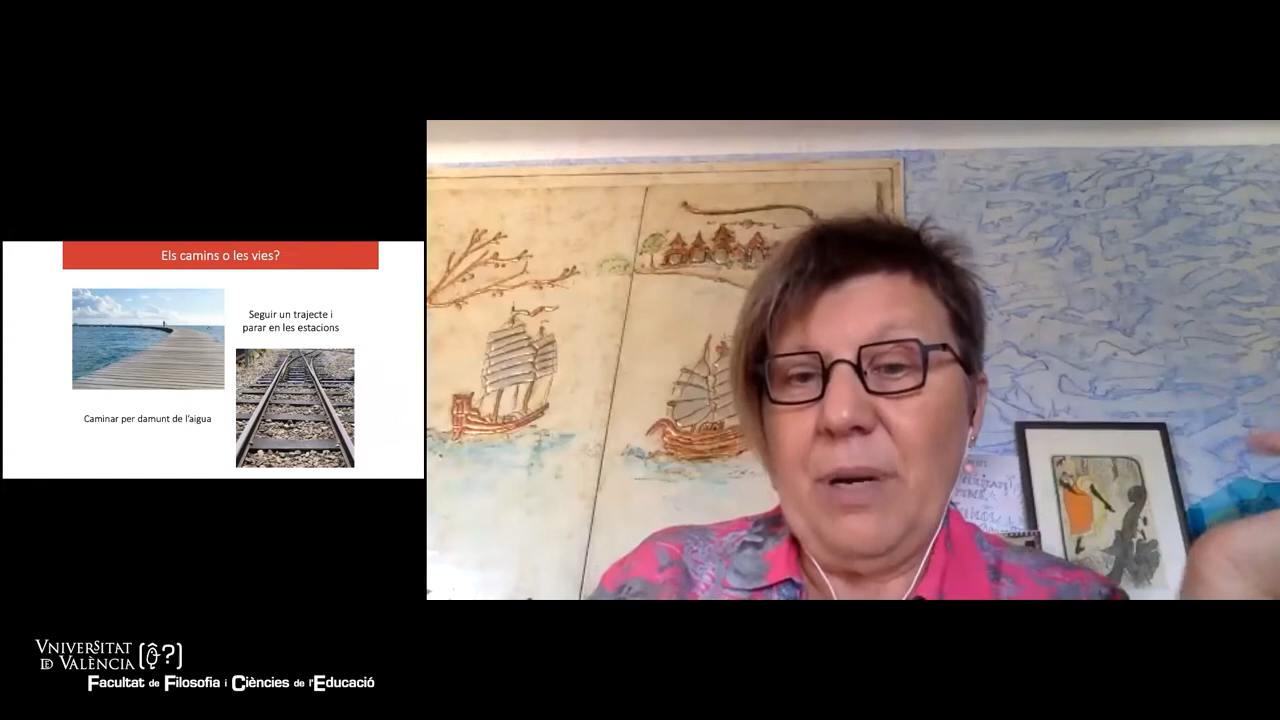 Els camins o les vies?
Seguir un trajecte i
parar en les estacions
Caminar per damunt de l'aigua
VNIVERSITAT
DE VALÈNCIA
Facultat de Filosofia i Ciències de l'Educació